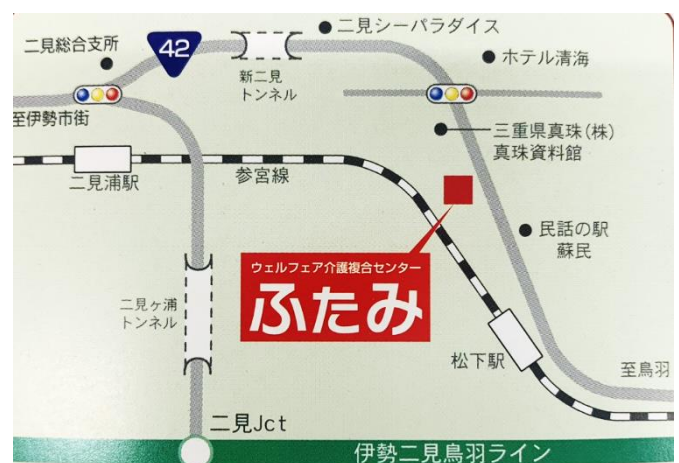 二見シーパラダイス
二見総合支所
42
ホテル清海
新二見
トンネル
至伊勢市街
三重県真珠(株)
真珠資料館
二見浦駅
参宮線
民話の駅
蘇民
ウェルフェア介護複合センター
ふたみ
二見ヶ浦
トンネル
松下駅
至鳥羽
二見Jct
伊勢二見鳥羽ライン